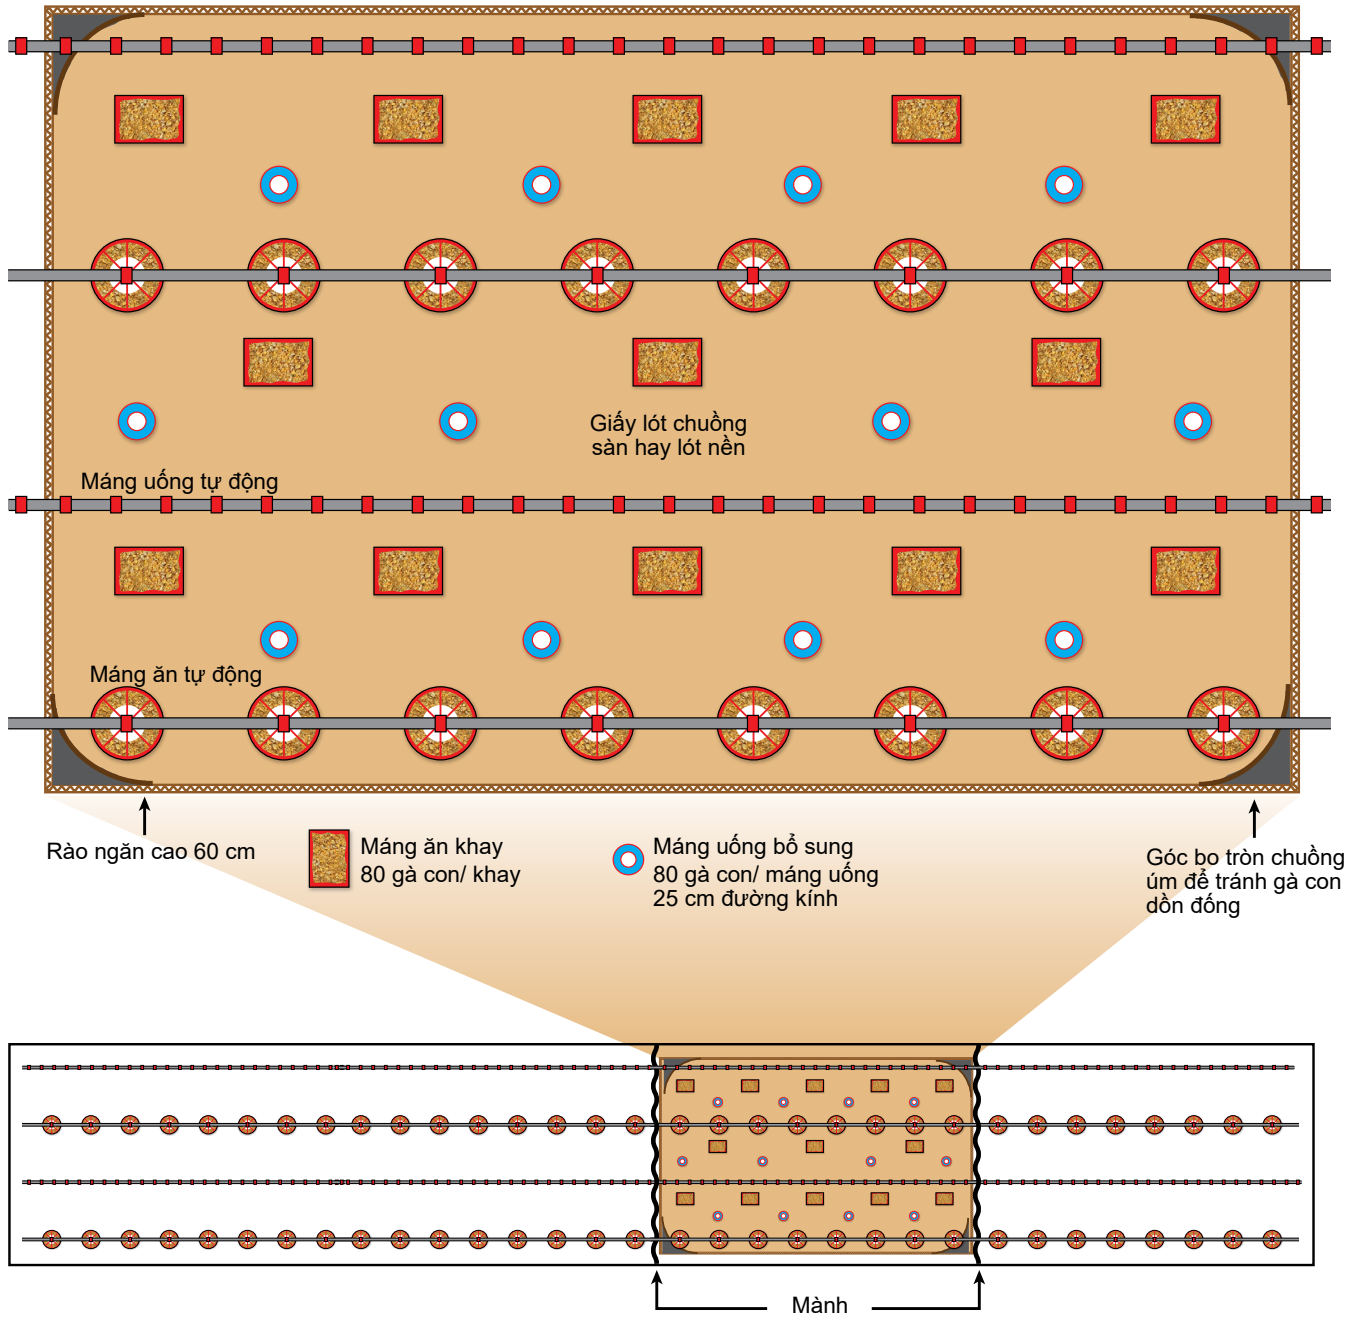 Giấy lót chuồng
sàn hay lót nền
Máng uống tự động
Máng ăn tự động
Rào ngăn cao 60 cm
Máng ăn khay
80 gà con/ khay
Máng uống bổ sung
80 gà con/ máng uống
25 cm đường kính
Góc bo tròn chuồng
úm để tránh gà con
dồn đống
Mành